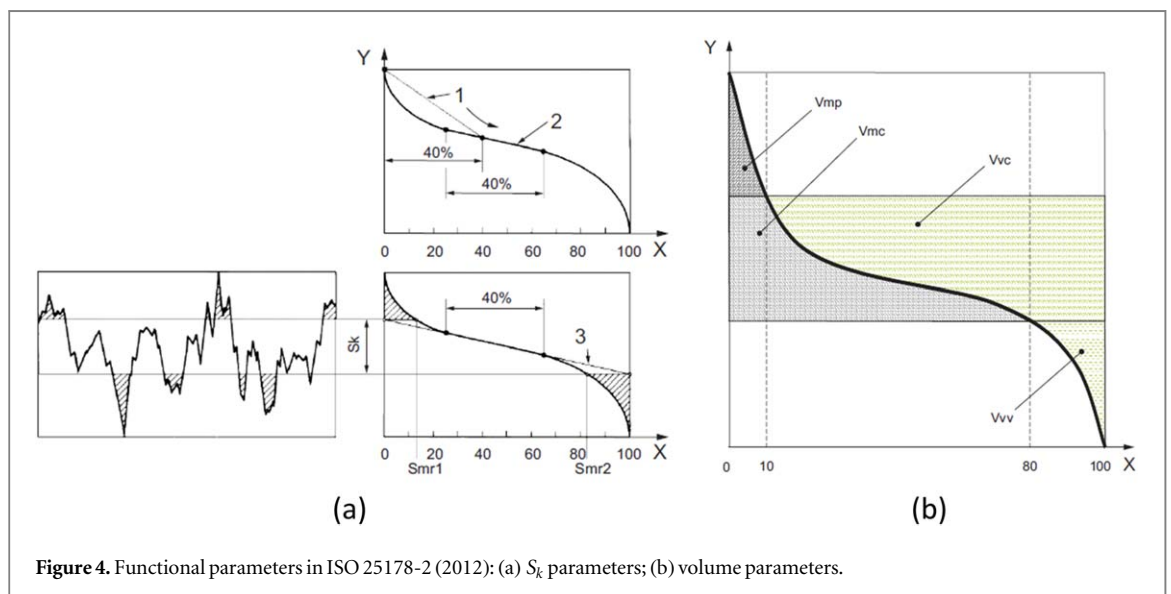 Y
1
2
40%
40%
0 20 40 60 80 100 X
Sk
40%
3
0 20 40 60 80 100 X
Smr1 Smr2
(a)
Y
Vmp
Vmc
Vvc
Vvv
0 10 80 100 X
(b)
Figure 4. Functional parameters in ISO 25178-2 (2012): (a) Sk parameters; (b) volume parameters.